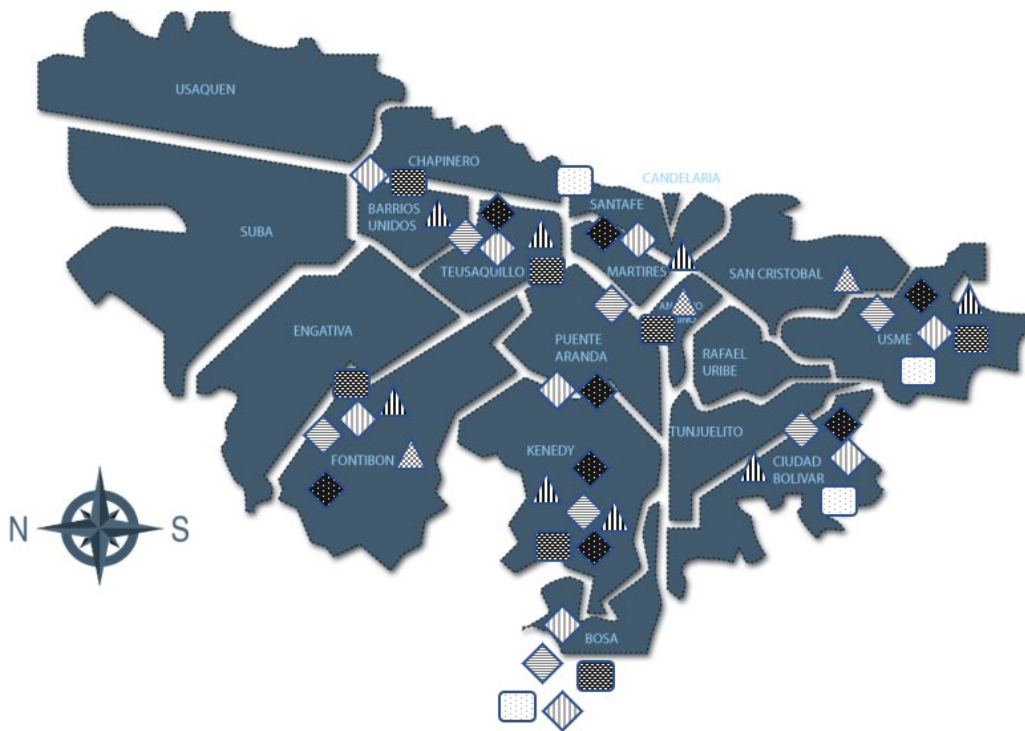 USAQUEN
CHAPINERO
CANDELARIA
SANTAFE
BARRIOS
UNIDOS
SUBA
TEUSAQUILLO
MARTIRES
SAN CRISTOBAL
ENGATIVA
PUENTE
ARANDA
RAFAEL
URIBE
USME
TUNJUELITO
KENEDY
FONTIBON
CIUDAD
BOLIVAR
N
S
BOSA